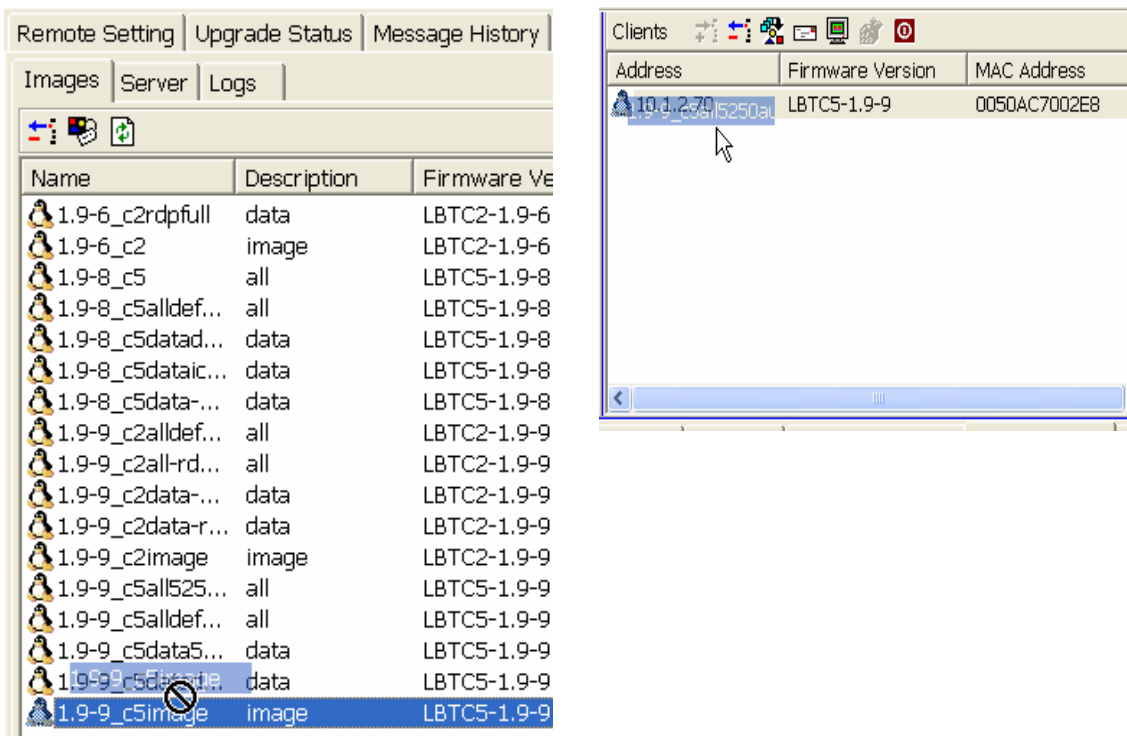 Remote Setting Upgrade Status Message History
Images Server Logs
Name Description Firmware Ve
1.9-6_c2rdpfull data LBTC2-1.9-6
1.9-6_c2 image LBTC2-1.9-6
1.9-8_c5 all LBTC5-1.9-8
1.9-8_c5alldef... all LBTC5-1.9-8
1.9-8_c5datad... data LBTC5-1.9-8
1.9-8_c5dataic... data LBTC5-1.9-8
1.9-8_c5data-... data LBTC5-1.9-8
1.9-9_c2alldef... all LBTC2-1.9-9
1.9-9_c2all-rd... all LBTC2-1.9-9
1.9-9_c2data-... data LBTC2-1.9-9
1.9-9_c2data-r... data LBTC2-1.9-9
1.9-9_c2image image LBTC2-1.9-9
1.9-9_c5all525... all LBTC5-1.9-9
1.9-9_c5alldef... all LBTC5-1.9-9
1.9-9_c5data5... data LBTC5-1.9-9
data LBTC5-1.9-9
1.9-9_c5image image LBTC5-1.9-9
Clients
Address Firmware Version MAC Address
10.1.2.70 LBTC5-1.9-9 0050AC7002E8
1.9-9_c5all5250au